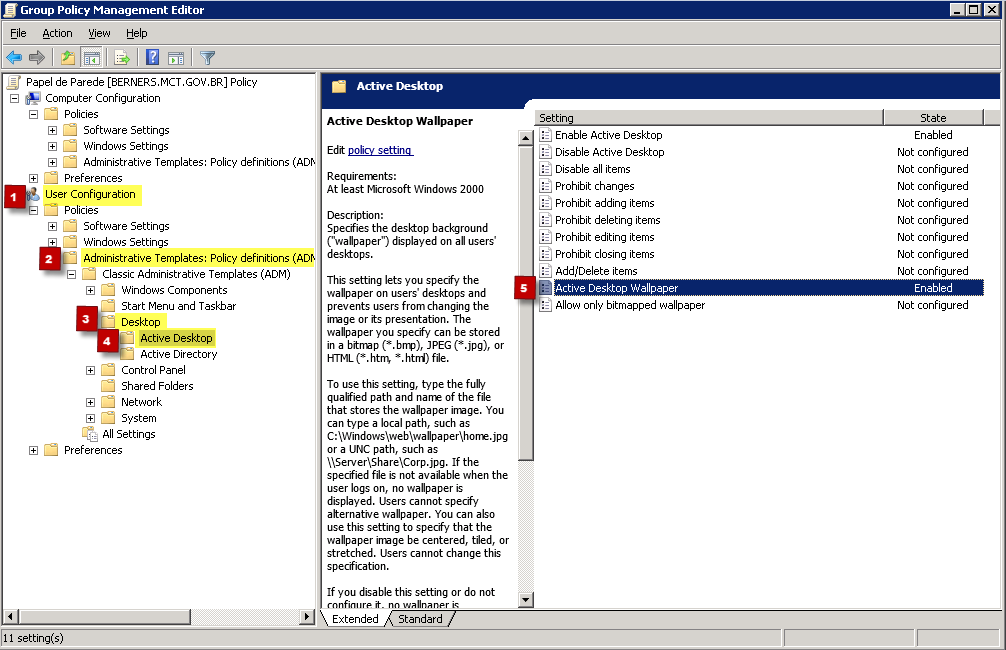 Group Policy Management Editor
File Action View Help
Papel de Parede [BERNERS.MCT.GOV.BR] Policy
Computer Configuration
Policies
Software Settings
Windows Settings
Administrative Templates: Policy definitions (ADM
Preferences
1 User Configuration
Policies
Software Settings
Windows Settings
2 Administrative Templates: Policy definitions (ADM
Classic Administrative Templates (ADM)
Windows Components
Start Menu and Taskbar
3 Desktop
4 Active Desktop
Active Directory
Control Panel
Shared Folders
Network
System
All Settings
Preferences
Active Desktop
Active Desktop Wallpaper
Edit policy setting
Requirements:
At least Microsoft Windows 2000
Description:
Specifies the desktop background
("wallpaper") displayed on all users'
desktops.
This setting lets you specify the
wallpaper on users' desktops and
prevents users from changing the
image or its presentation. The
wallpaper you specify can be stored
in a bitmap (*.bmp), JPEG (*.jpg), or
HTML (*.htm, *.html) file.
To use this setting, type the fully
qualified path and name of the file
that stores the wallpaper image. You
can type a local path, such as
C:\Windows\web\wallpaper\home.jpg
or a UNC path, such as
\\Server\Share\Corp.jpg. If the
specified file is not available when the
user logs on, no wallpaper is
displayed. Users cannot specify
alternative wallpaper. You can also
use this setting to specify that the
wallpaper image be centered, tiled, or
stretched. Users cannot change this
specification.
If you disable this setting or do not
configure it, no wallpaper is
Setting State
Enable Active Desktop Enabled
Disable Active Desktop Not configured
Disable all items Not configured
Prohibit changes Not configured
Prohibit adding items Not configured
Prohibit deleting items Not configured
Prohibit editing items Not configured
Prohibit closing items Not configured
Add/Delete items Not configured
5 Active Desktop Wallpaper Enabled
Allow only bitmapped wallpaper Not configured
Extended Standard
11 setting(s)